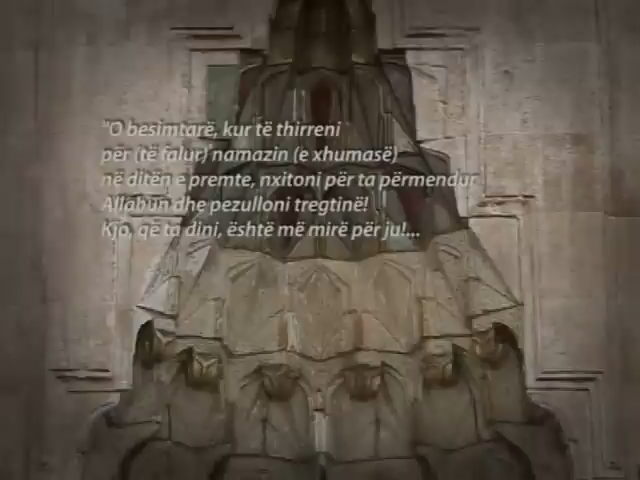 "O besimtarë, kur të thirreni
për (të falur) namazin (e xhumasë)
në ditën e premte, nxitoni për ta përmendur
Allahun dhe pezulloni tregtinë!
Kjo, që ta dini, është më mirë për ju!...